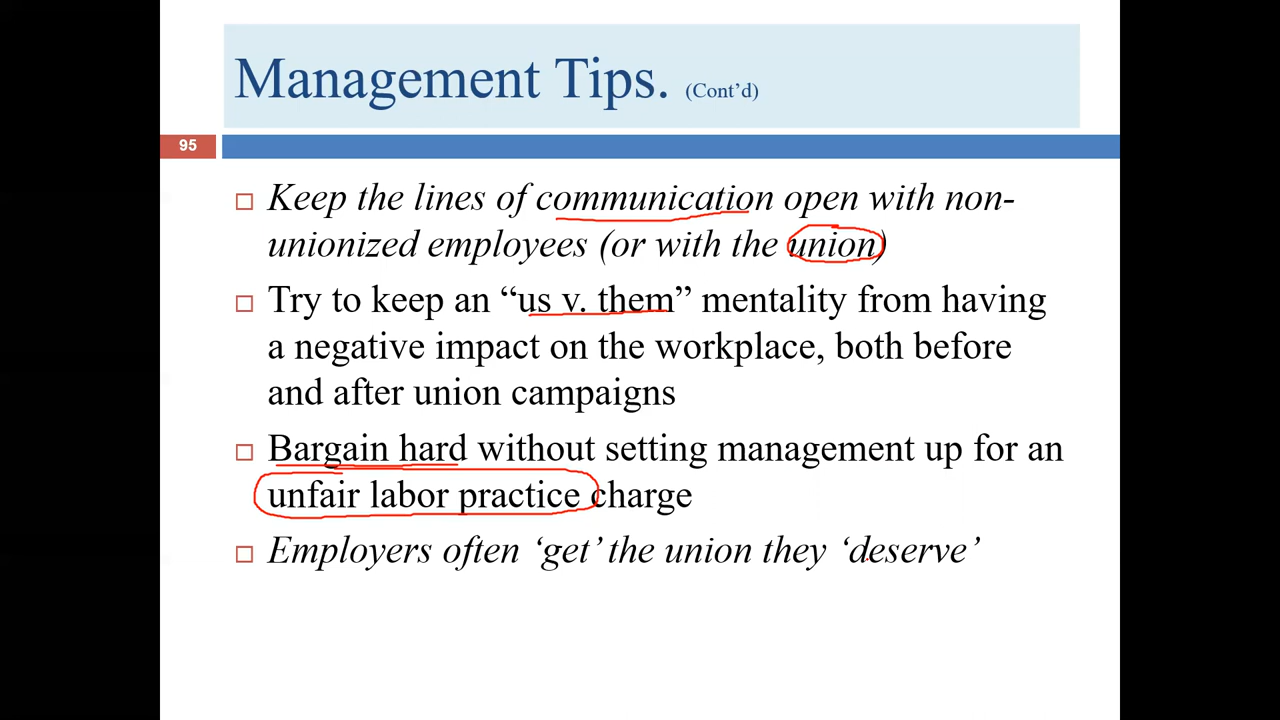 Management Tips. (Cont’d)
95
Keep the lines of communication open with non-
unionized employees (or with the union)
Try to keep an “us v. them” mentality from having
a negative impact on the workplace, both before
and after union campaigns
Bargain hard without setting management up for an
unfair labor practice charge
Employers often ‘get’ the union they ‘deserve’